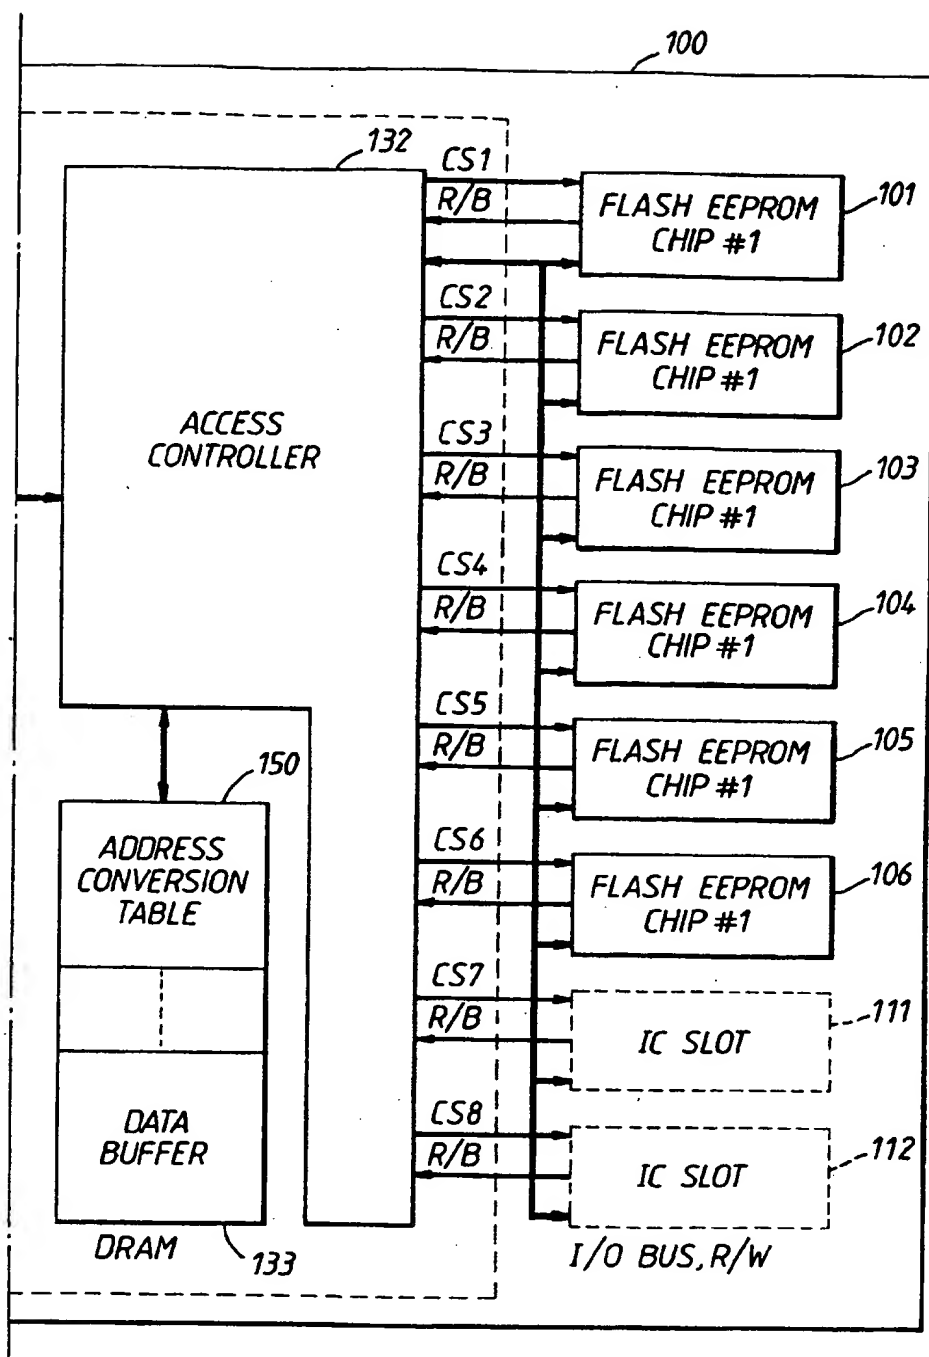 100
132
CS1
R/B
FLASH EEPROM
CHIP #1
101
CS2
R/B
FLASH EEPROM
CHIP #1
102
ACCESS
CONTROLLER
CS3
R/B
FLASH EEPROM
CHIP #1
103
CS4
R/B
FLASH EEPROM
CHIP #1
104
CS5
R/B
FLASH EEPROM
CHIP #1
105
150
ADDRESS
CONVERSION
TABLE
CS6
R/B
FLASH EEPROM
CHIP #1
106
CS7
R/B
IC SLOT
111
DATA
BUFFER
CS8
R/B
IC SLOT
112
DRAM
133
I/O BUS, R/W